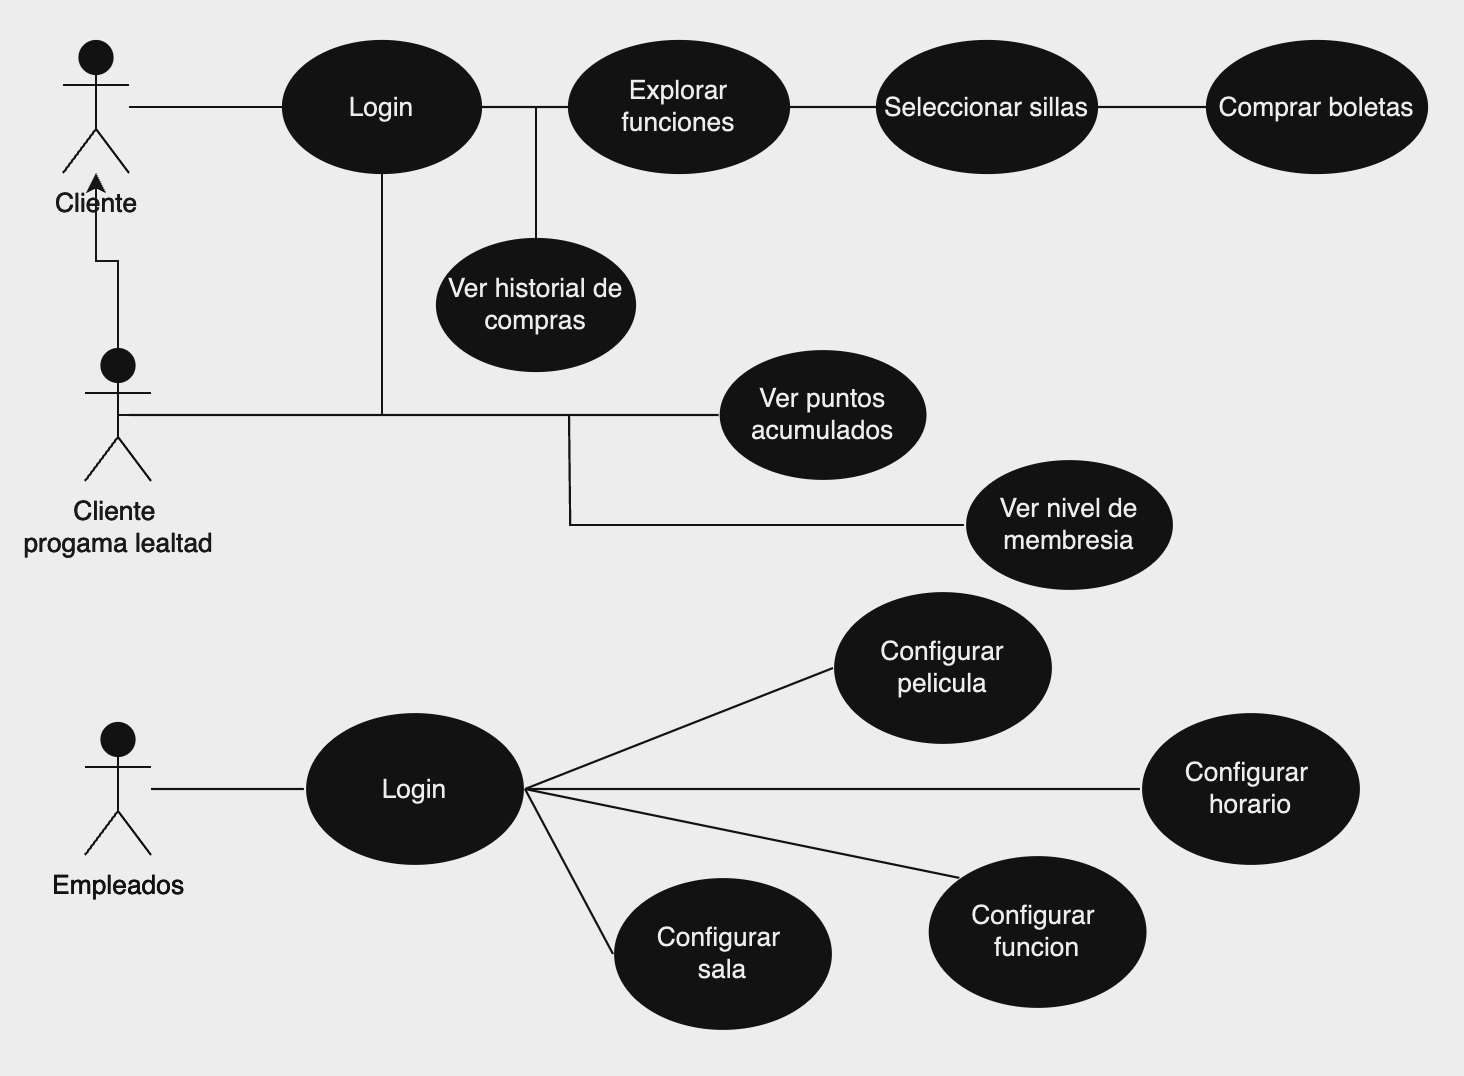 Login
Explorar
funciones
Seleccionar sillas
Comprar boletas
Cliente
Ver historial de
compras
Ver puntos
acumulados
Cliente
progama lealtad
Ver nivel de
membresia
Configurar
pelicula
Login
Configurar
horario
Empleados
Configurar
funcion
Configurar
sala